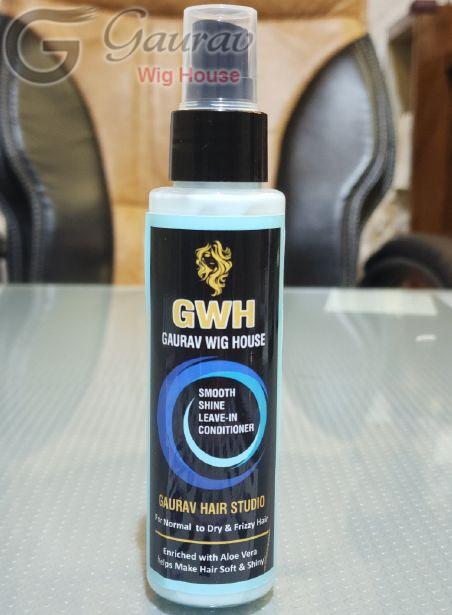 Gaurav
Wig House
GWH
GAURAV WIG HOUSE
SMOOTH
SHINE
LEAVE-IN
CONDITIONER
GAURAV HAIR STUDIO
For Normal to Dry & Frizzy Hair
Enriched with Aloe Vera
helps Make Hair Soft & Shiny